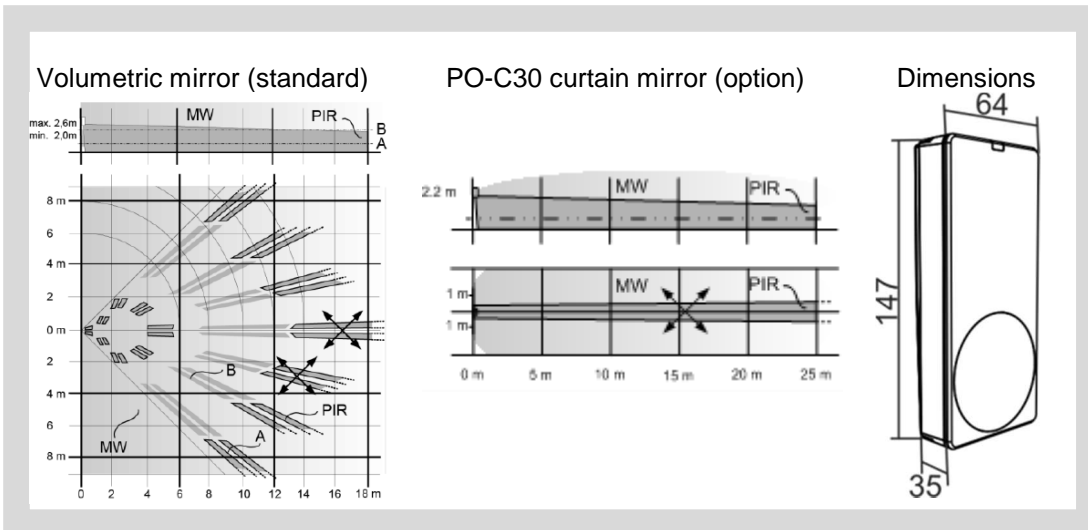 Volumetric mirror (standard)
MW
PIR
max. 2,6m
min. 2,0m
B
A
8 m
6
4 m
2
0 m
2
4 m
6
8 m
B
PIR
A
MW
0 2 4 6 8 10 12 14 16 18 m
PO-C30 curtain mirror (option)
2.2 m
MW
PIR
1 m
1 m
MW
PIR
0 m 5 m 10 m 15 m 20 m 25 m
Dimensions
64
147
35